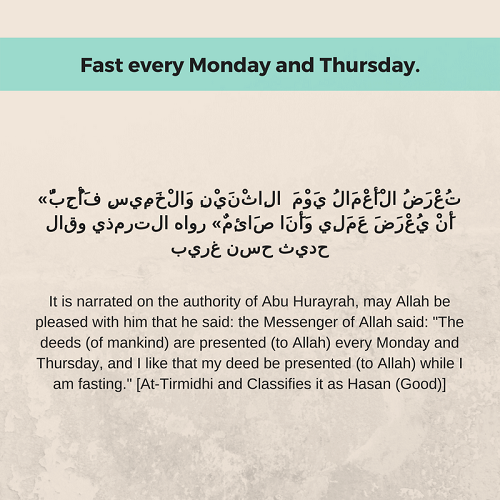 Fast every Monday and Thursday.
تُعْرَضُ الْأَعْمَالُ يَوْمَ الِاثْنَيْنِ وَالْخَمِيسِ فَأُحِبُّ»
أَنْ يُعْرَضَ عَمَلِي وَأَنَا صَائِمٌ» رواه الترمذي وقال
حديث حسن غريب
It is narrated on the authority of Abu Hurayrah, may Allah be
pleased with him that he said: the Messenger of Allah said: "The
deeds (of mankind) are presented (to Allah) every Monday and
Thursday, and I like that my deed be presented (to Allah) while I
am fasting." [At-Tirmidhi and Classifies it as Hasan (Good)]